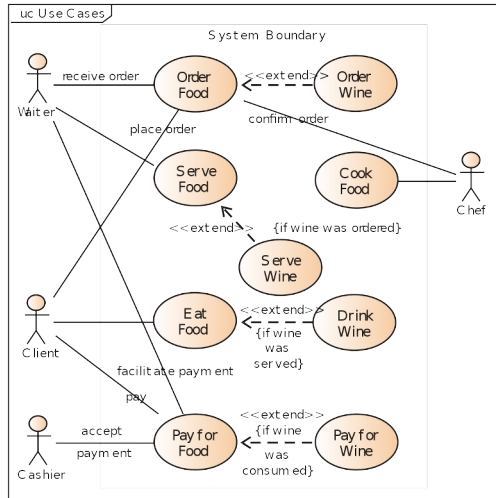 uc Use Cases
System Boundary
receive order
Order
Food
<<extend>>
Order
Wine
Waiter
place order
confirm order
Serve
Food
Cook
Food
Chef
<<extend>>
{if wine was ordered}
Serve
Wine
Eat
Food
<<extend>>
{if wine
was
served}
Drink
Wine
Client
facilitate payment
pay
accept
payment
Pay for
Food
<<extend>>
{if wine
was
consumed}
Pay for
Wine
Cashier